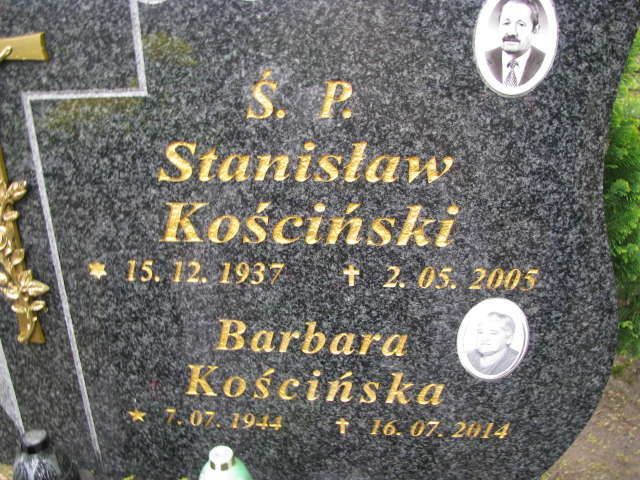 Ś. P.
Stanisław
Kościński
15. 12. 1937 2. 05. 2005
Barbara
Kościńska
7. 07. 1944 16. 07. 2014